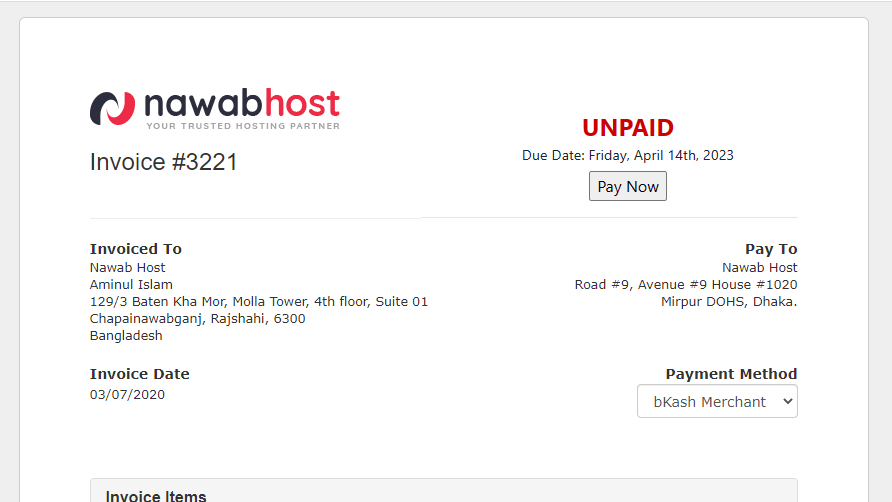 nawabhost
YOUR TRUSTED HOSTING PARTNER
Invoice #3221
UNPAID
Due Date: Friday, April 14th, 2023
Pay Now
Invoiced To
Nawab Host
Aminul Islam
129/3 Baten Kha Mor, Molla Tower, 4th floor, Suite 01
Chapainawabganj, Rajshahi, 6300
Bangladesh
Pay To
Nawab Host
Road #9, Avenue #9 House #1020
Mirpur DOHS, Dhaka.
Invoice Date
03/07/2020
Payment Method
bKash Merchant
Invoice Items